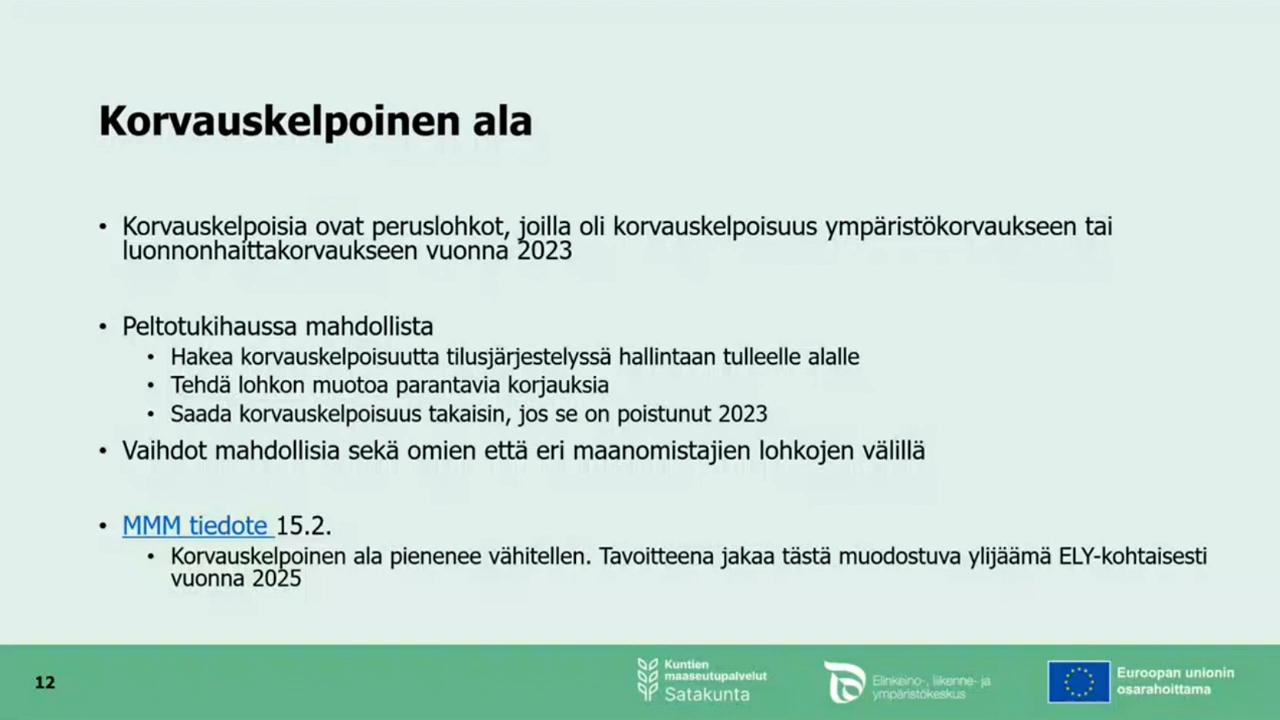 Korvauskelpoinen ala
• Korvauskelpoisia ovat peruslohkot, joilla oli korvauskelpoisuus ympäristökorvaukseen tai
luonnonhaittakorvaukseen vuonna 2023
• Peltotukihaussa mahdollista
• Hakea korvauskelpoisuutta tilusjärjestelyssä hallintaan tulleelle alalle
• Tehdä lohkon muotoa parantavia korjauksia
• Saada korvauskelpoisuus takaisin, jos se on poistunut 2023
• Vaihdot mahdollisia sekä omien että eri maanomistajien lohkojen välillä
• MMM tiedote 15.2.
• Korvauskelpoinen ala pienenee vähitellen. Tavoitteena jakaa tästä muodostuva ylijäämä ELY-kohtaisesti
vuonna 2025
12
Kuntien
maaseutupalvelut
Satakunta
Elinkeino-, liikenne- ja
ympäristökeskus
Euroopan unionin
osarahoittama